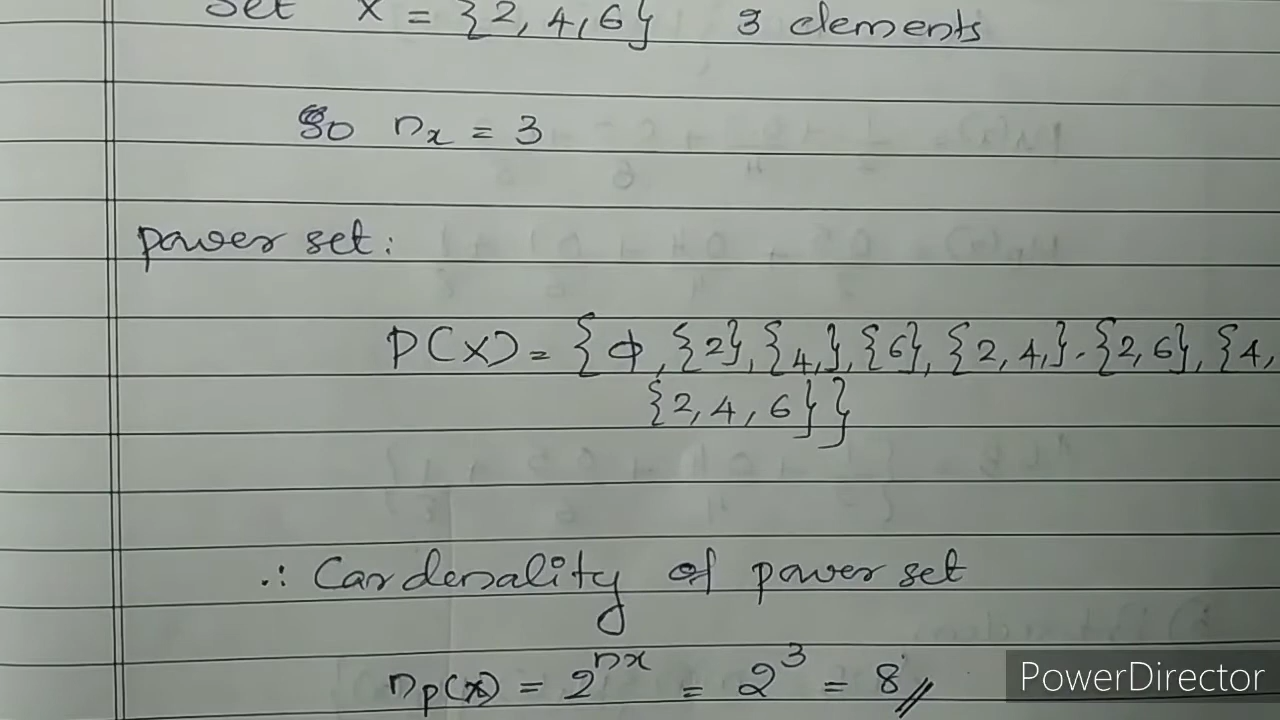 Set X = {2, 4, 6} 3 elements
So nx = 3
power set:
P(X) = {ϕ, {2}, {4,}, {6}, {2, 4,}. {2, 6}, {4,
{2, 4, 6}}
∴ Cardenality of power set
nP(x) = 2^nx = 2^3 = 8//
PowerDirector